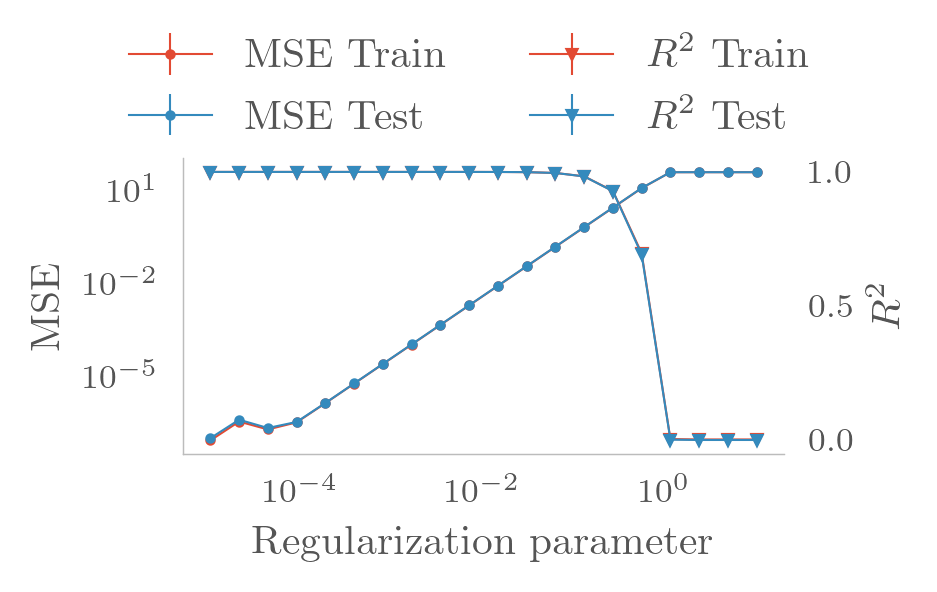 MSE Train
R² Train
MSE Test
R² Test
MSE
10¹
10⁻²
10⁻⁵
1.0
0.5
0.0
R²
10⁻⁴
10⁻²
10⁰
Regularization parameter